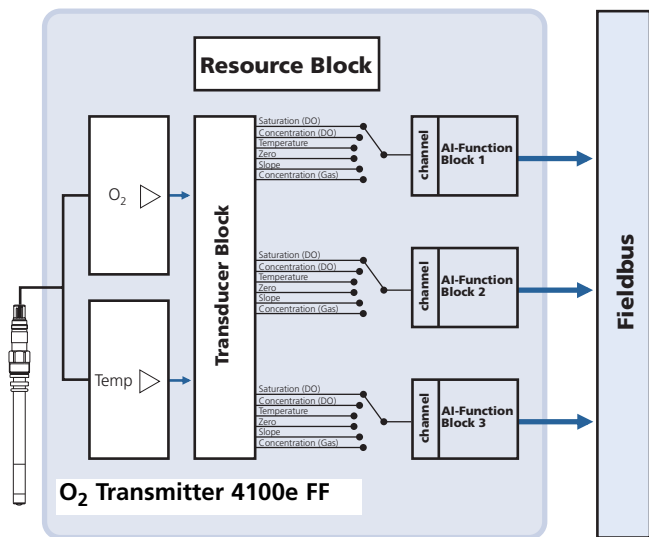 Resource Block
O2
Temp
Transducer Block
Saturation (DO)
Concentration (DO)
Temperature
Zero
Slope
Concentration (Gas)
channel
AI-Function
Block 1
Saturation (DO)
Concentration (DO)
Temperature
Zero
Slope
Concentration (Gas)
channel
AI-Function
Block 2
Saturation (DO)
Concentration (DO)
Temperature
Zero
Slope
Concentration (Gas)
channel
AI-Function
Block 3
Fieldbus
O2 Transmitter 4100e FF